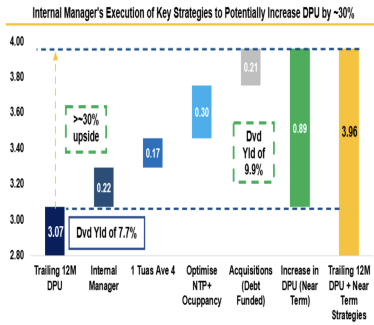 Internal Manager's Execution of Key Strategies to Potentially Increase DPU by ~30%
4.00
3.80
3.60
3.40
3.20
3.00
2.80
>~30%
upside
3.07
0.22
0.17
0.30
0.21
0.89
3.96
Dvd
Yld of
9.9%
Dvd Yld of 7.7%
Trailing 12M
DPU
Internal
Manager
1 Tuas Ave 4
Optimise
NTP+
Ocuppancy
Acquisitions
(Debt
Funded)
Increase in
DPU (Near
Term)
Trailing 12M
DPU + Near
Term
Strategies